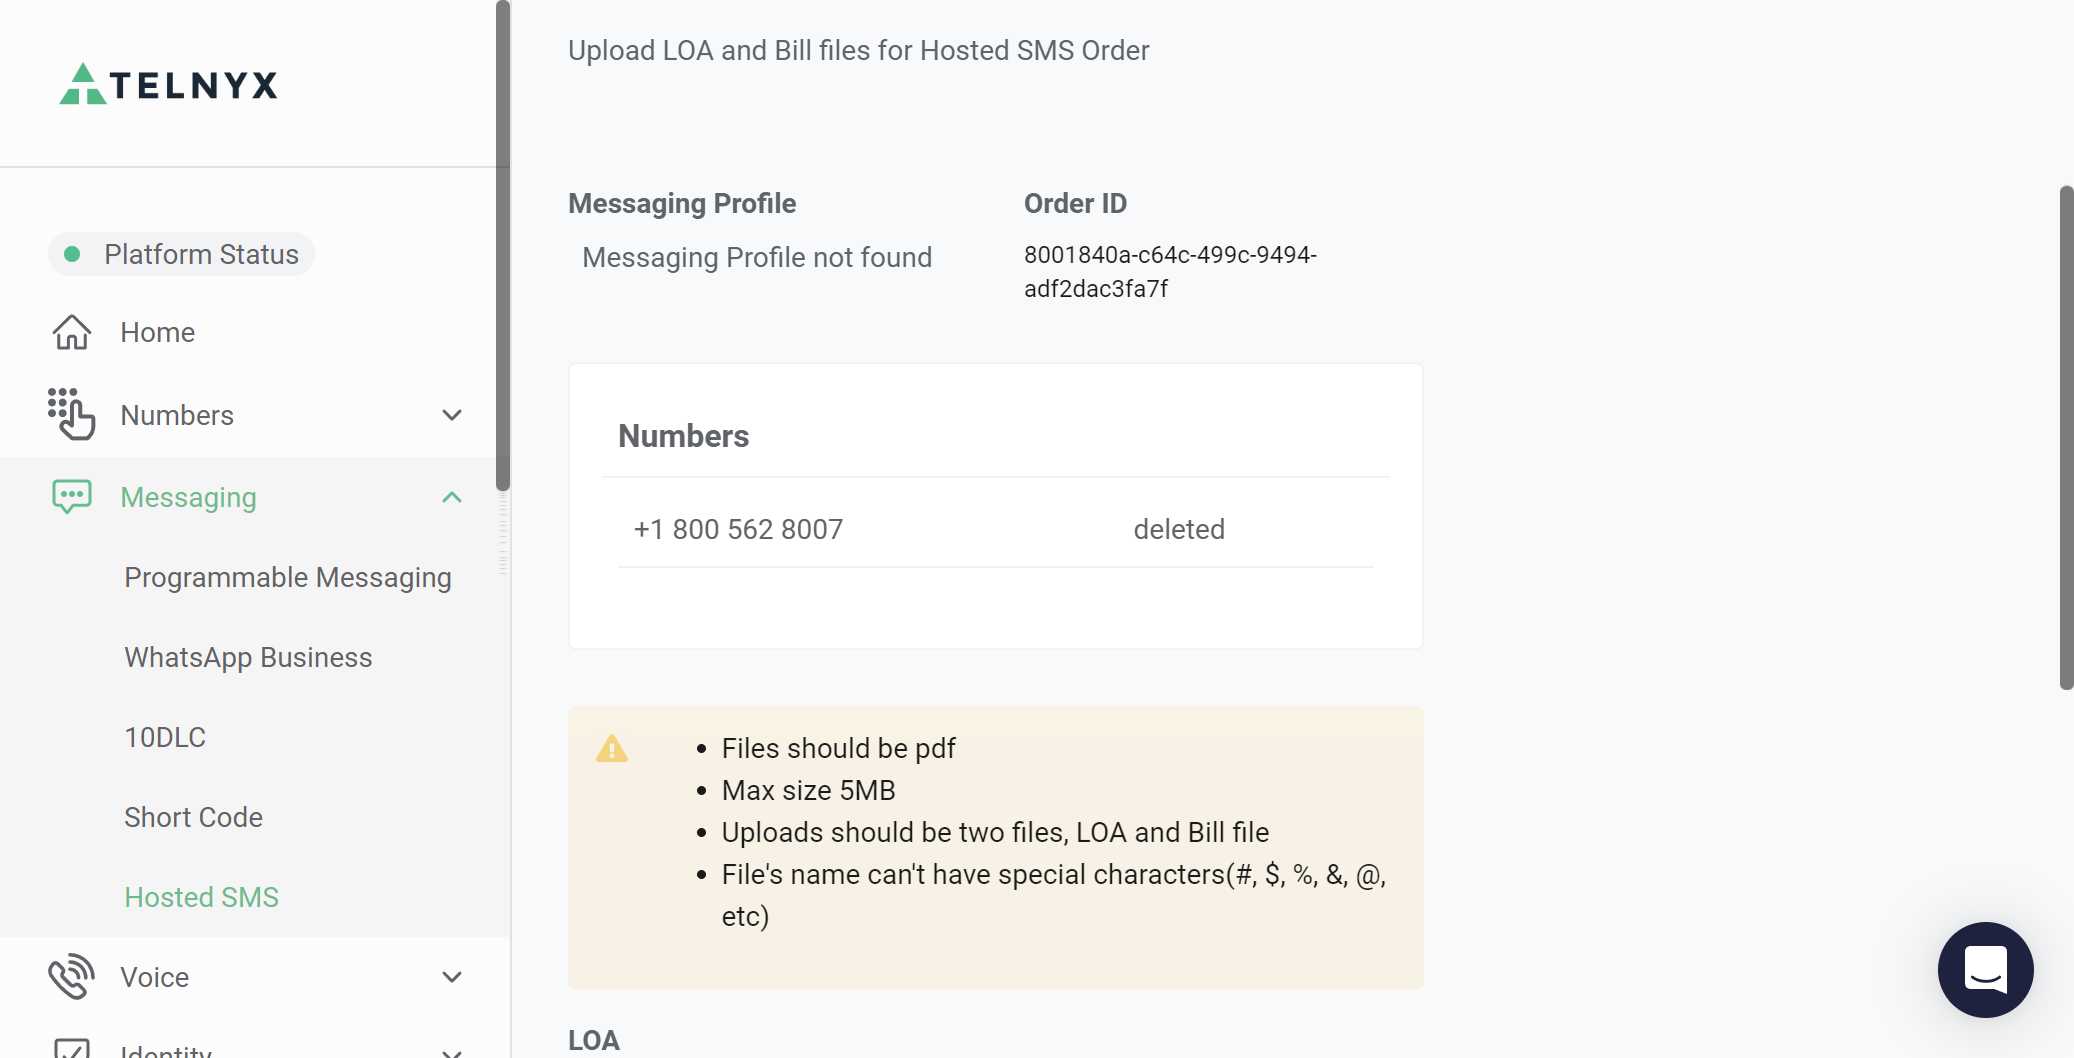 TELNYX
Platform Status
Home
Numbers
Messaging
Programmable Messaging
WhatsApp Business
10DLC
Short Code
Hosted SMS
Voice
Identity
Upload LOA and Bill files for Hosted SMS Order
Messaging Profile
Messaging Profile not found
Order ID
8001840a-c64c-499c-9494-
adf2dac3fa7f
Numbers
+1 800 562 8007 deleted
• Files should be pdf
• Max size 5MB
• Uploads should be two files, LOA and Bill file
• File's name can't have special characters(#, $, %, &, @,
etc)
LOA